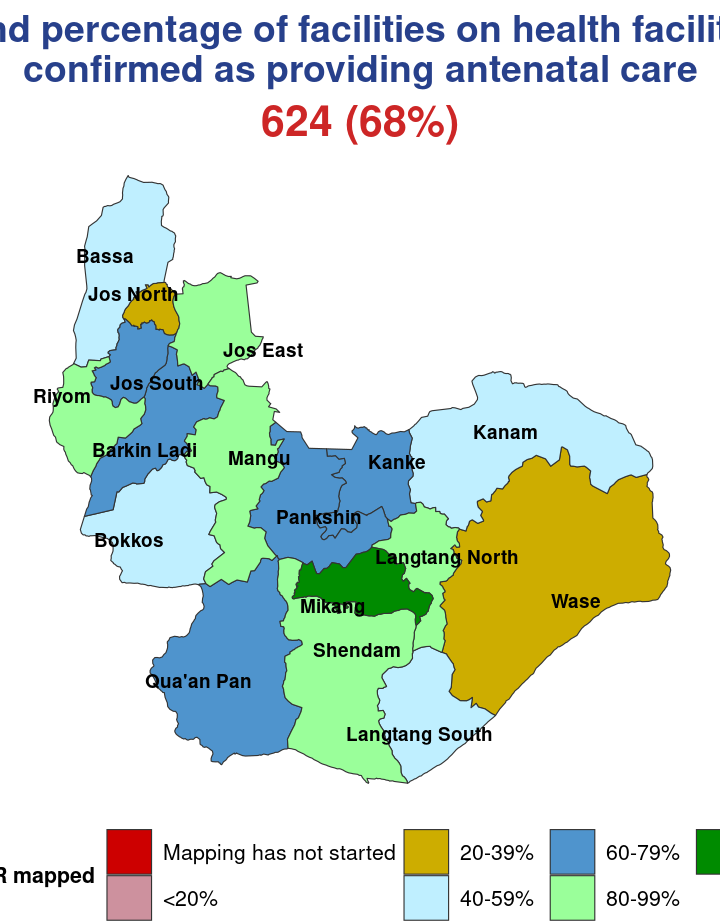 nd percentage of facilities on health facilit
confirmed as providing antenatal care
624 (68%)
Bassa
Jos North
Jos East
Jos South
Riyom
Kanam
Barkin Ladi
Mangu
Kanke
Pankshin
Bokkos
Langtang North
Wase
Mikang
Shendam
Qua'an Pan
Langtang South
R mapped
Mapping has not started
20-39%
60-79%
<20%
40-59%
80-99%